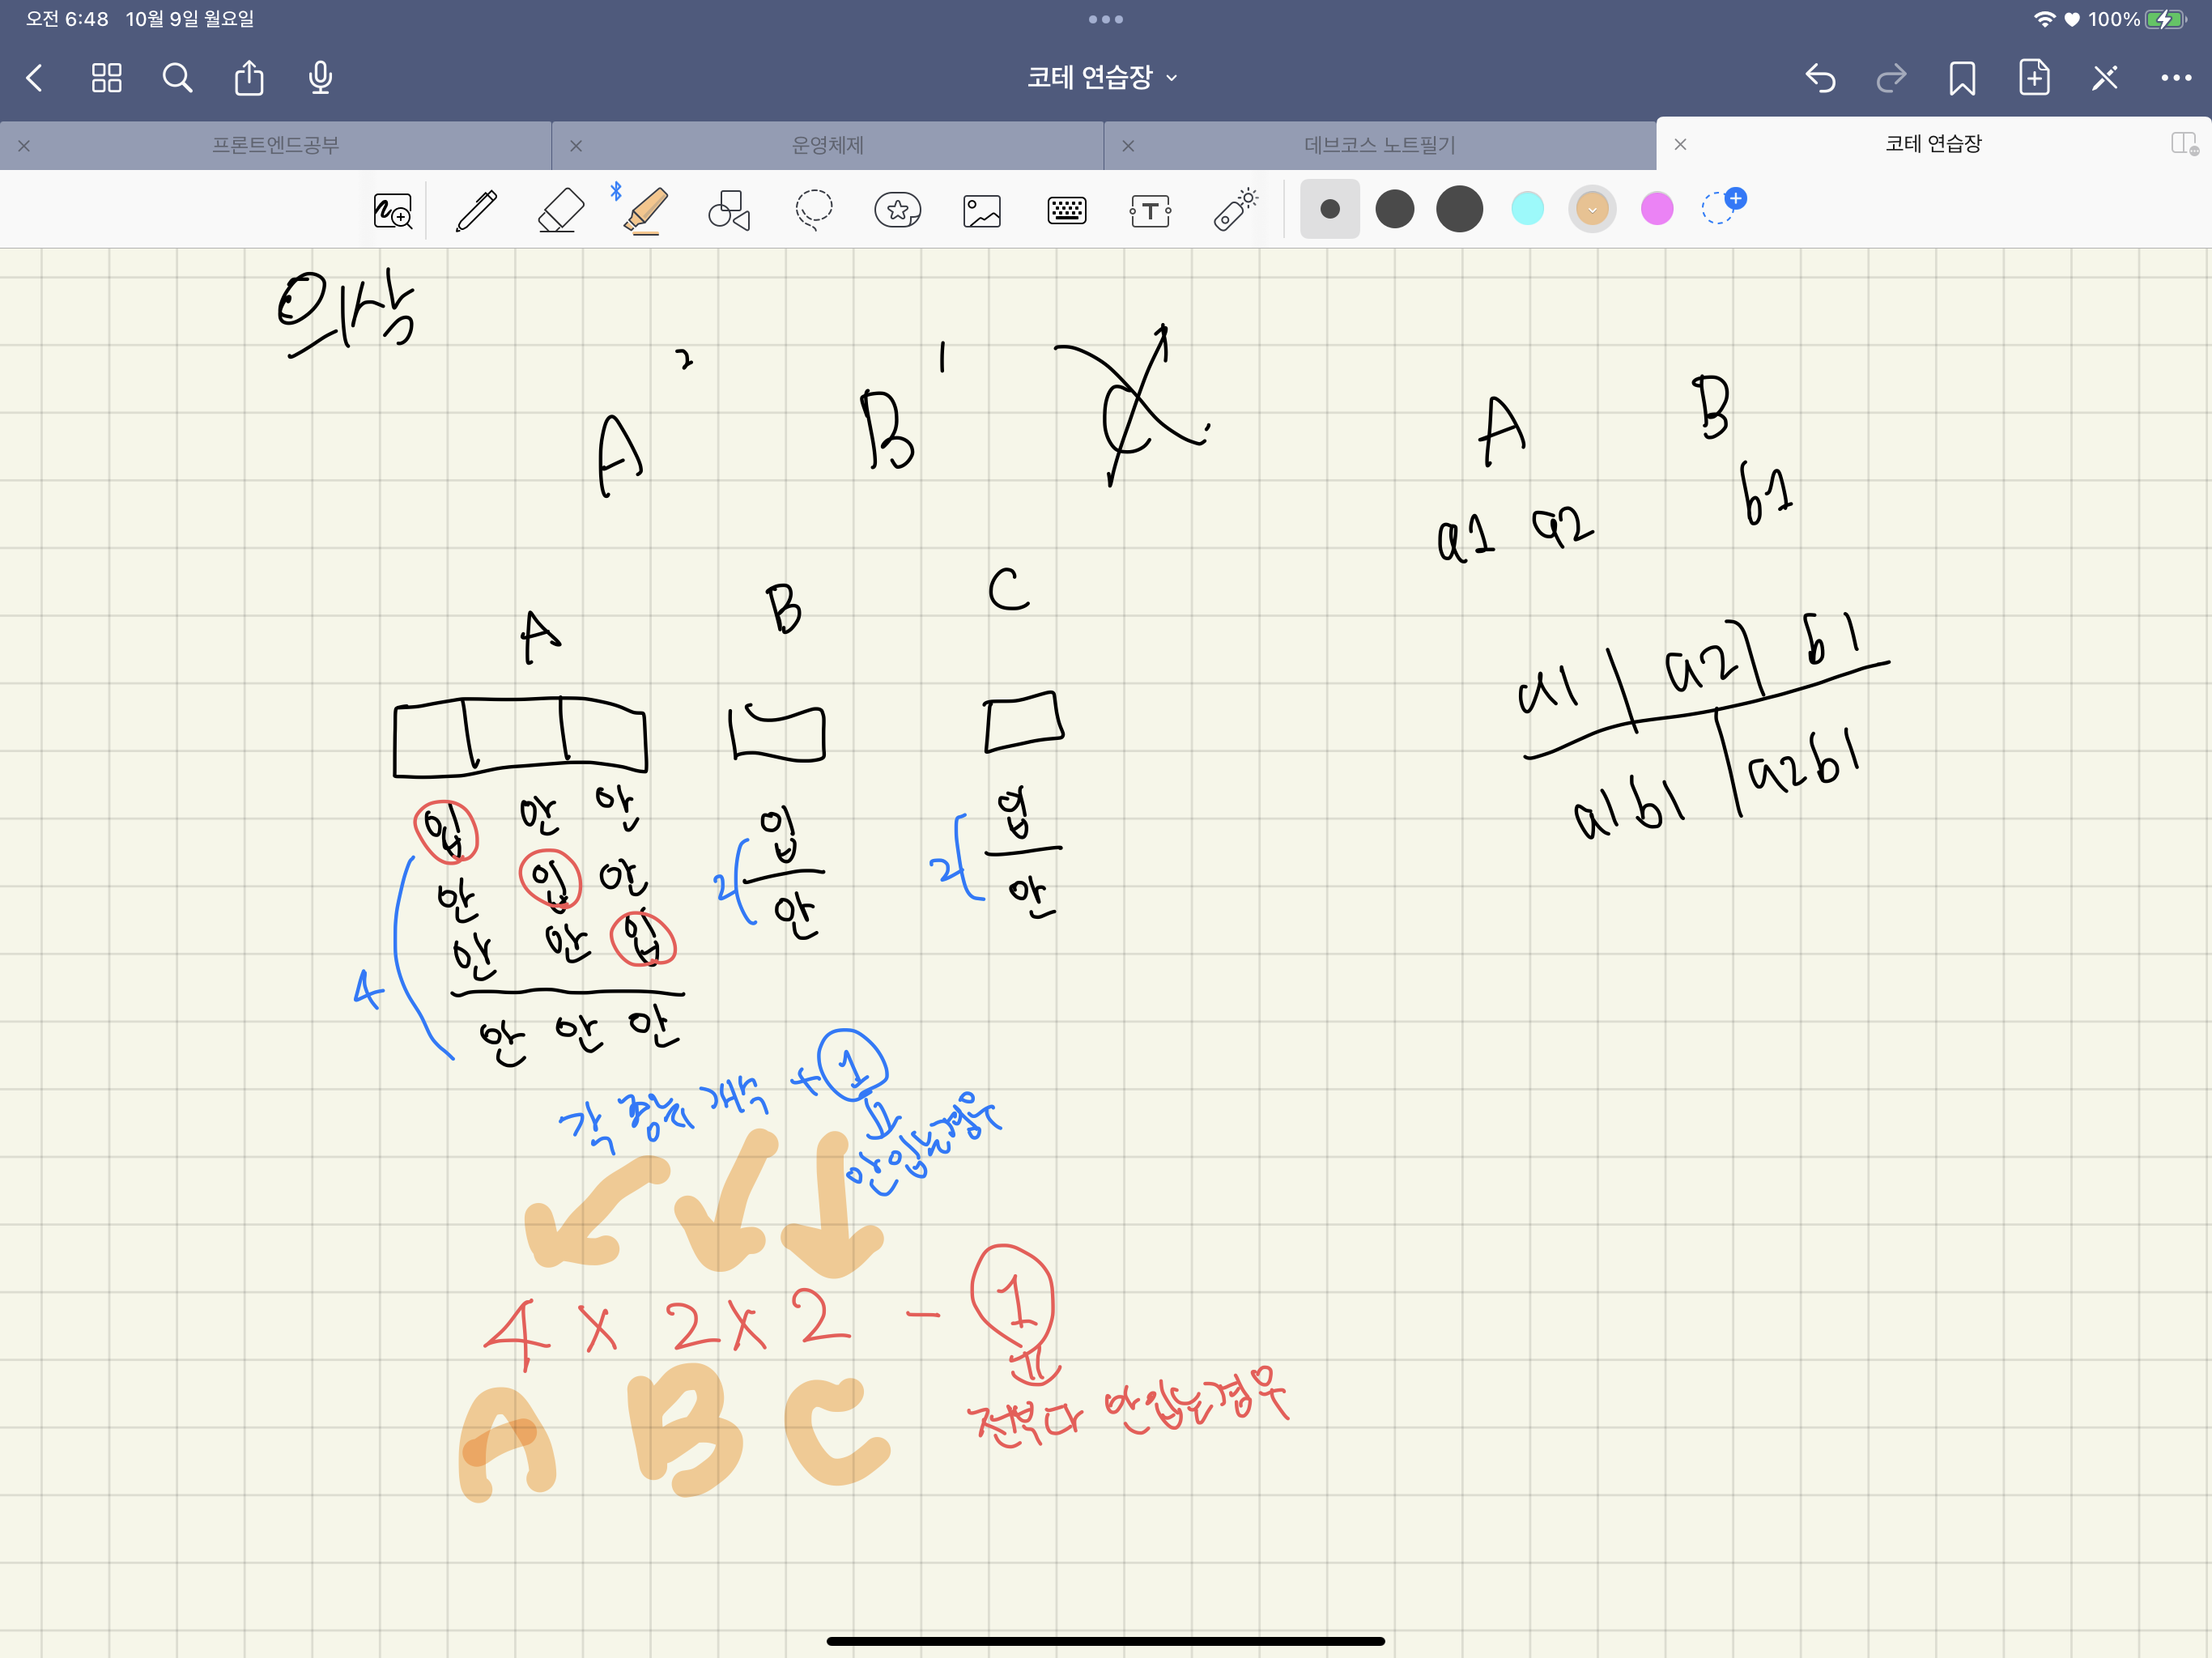 오전 6:48 10월 9일 월요일
100%
코테 연습장
프론트엔드공부
운영체제
데브코스 노트필기
코테 연습장
T
의상
2 1
A B C
A B
a1 a2 b1
A B C
a1 a2 b1
a1b1 a2b1
입 안 안
안 입 안
안 안 입
안 안 안
4
입
안
2
입
안
2
각 종류 개수 + 1
안 입는 경우
4 x 2 x 2 - 1
전부 다 안 입는 경우
A B C